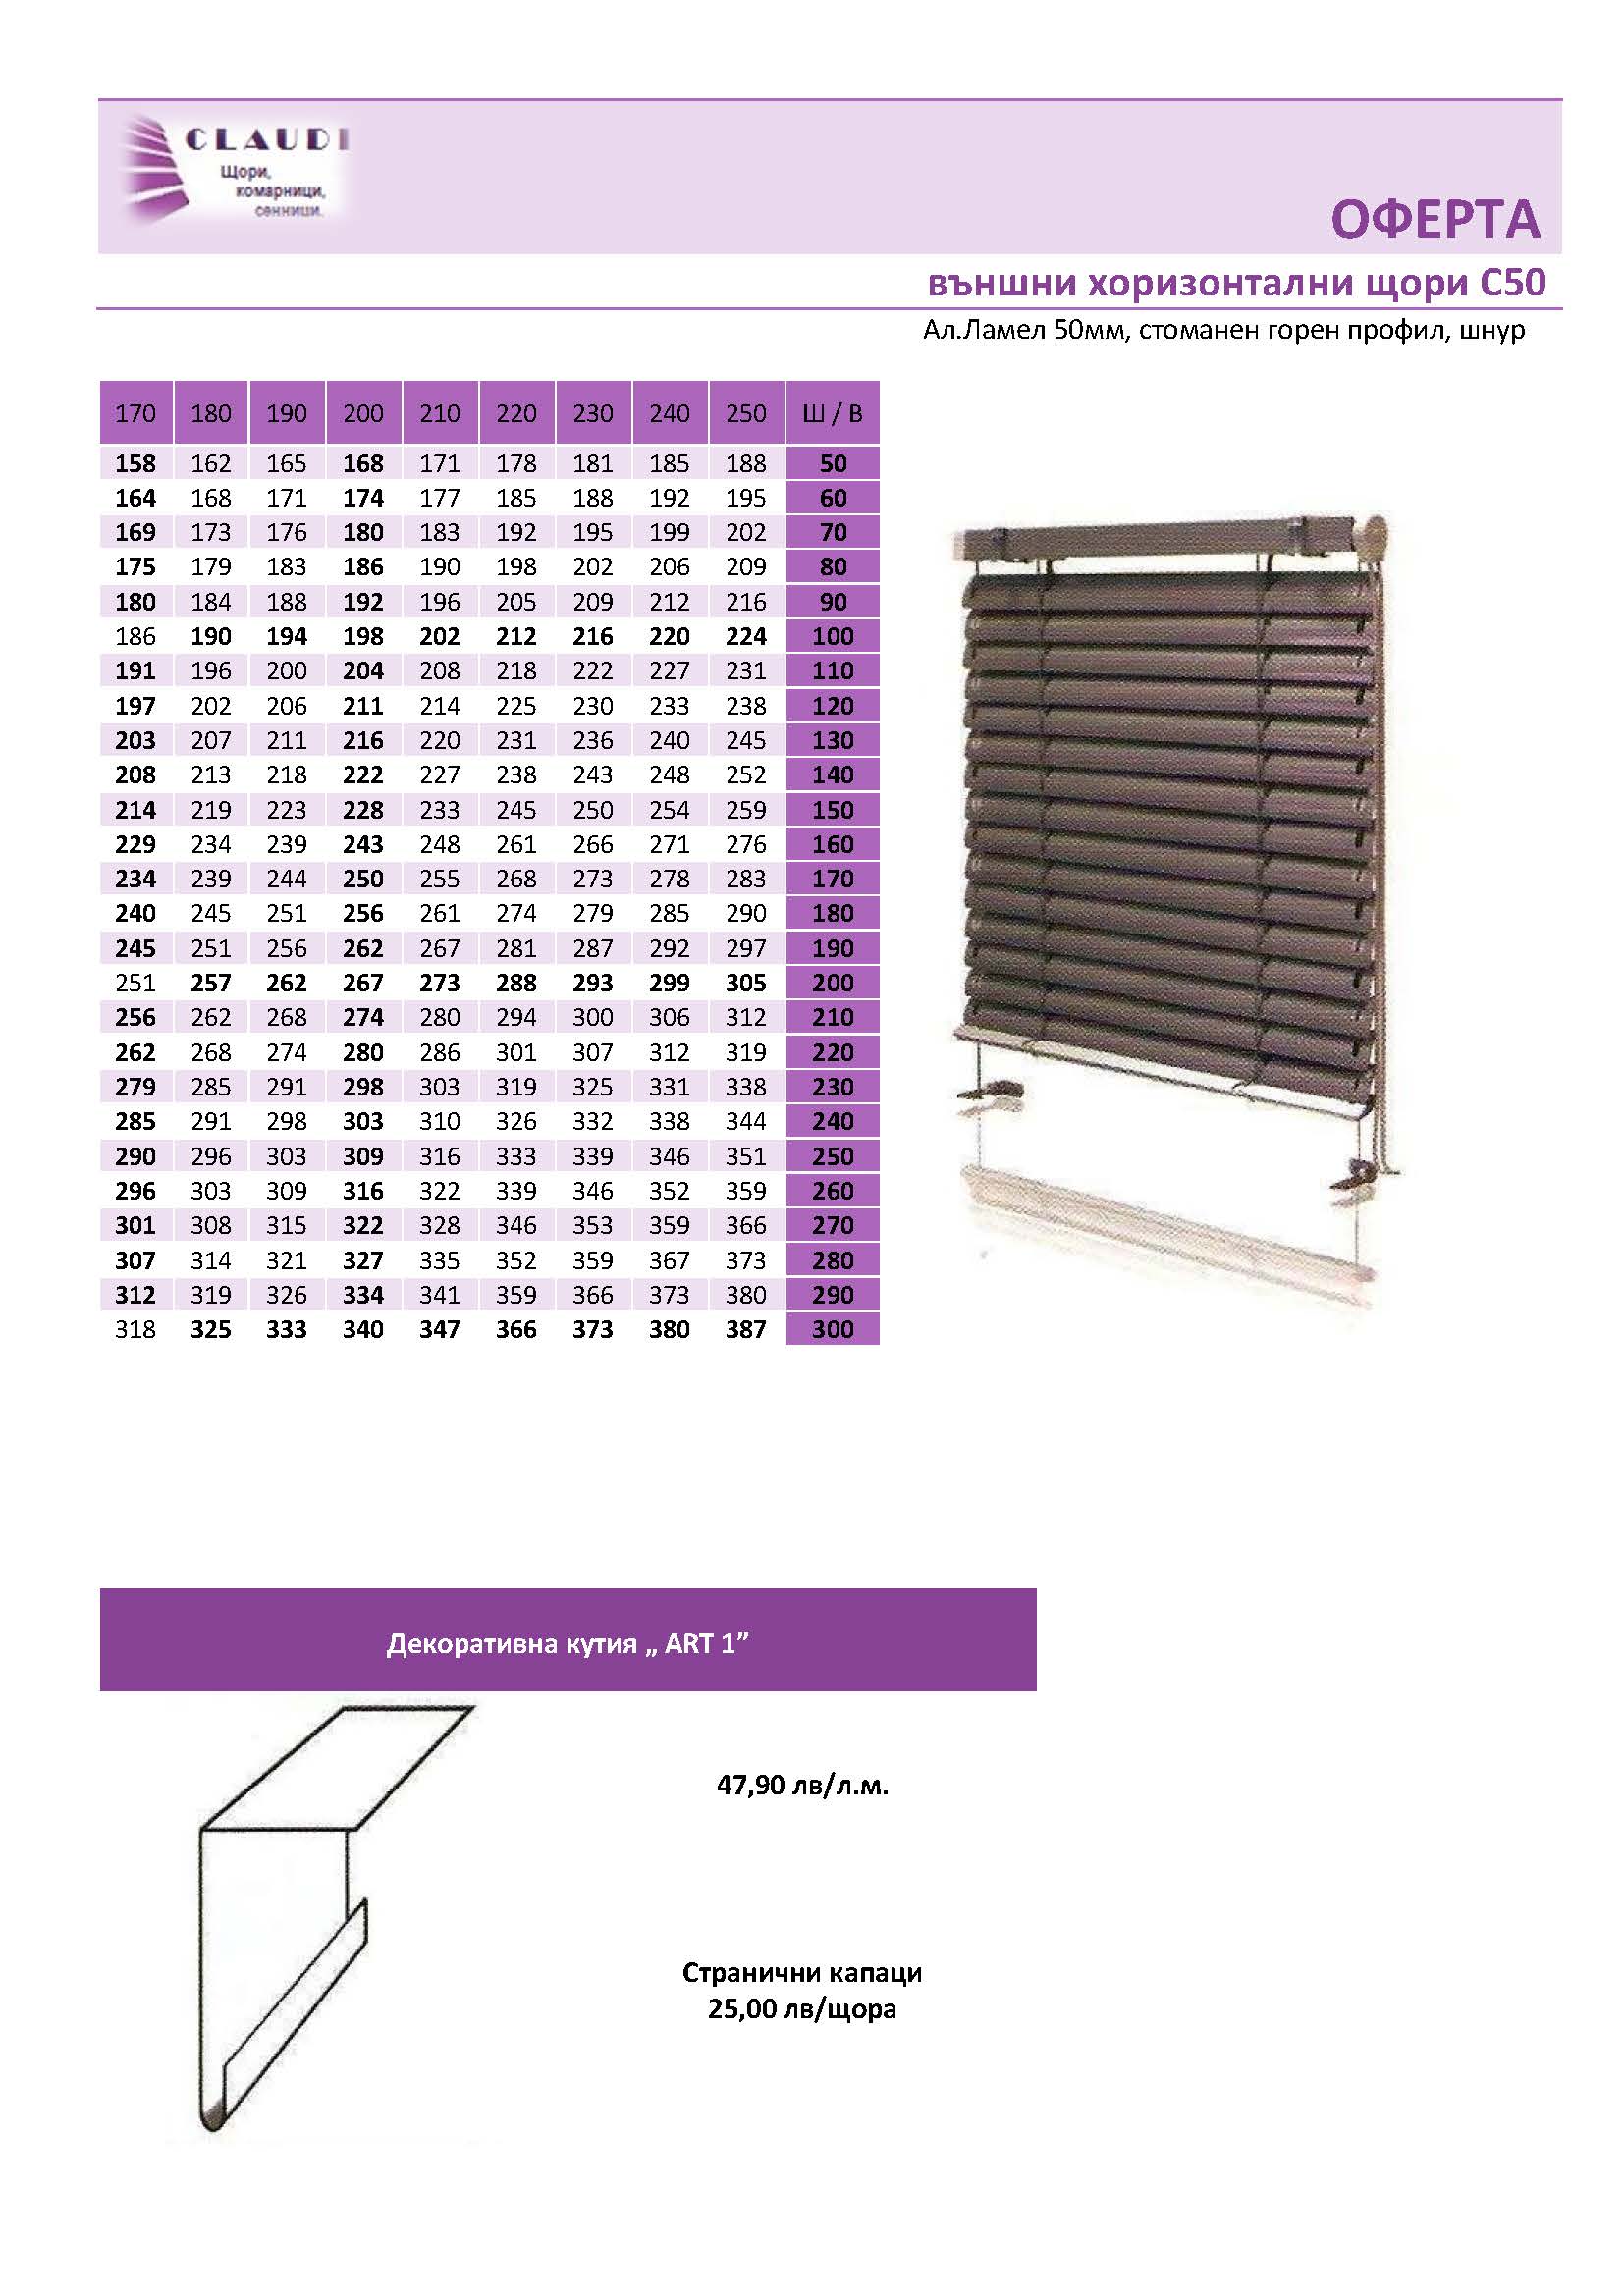 CLAUDI
Щори,
комарници,
сенници.
ОФЕРТА
външни хоризонтални щори С50
Ал.Ламел 50мм, стоманен горен профил, шнур
170 180 190 200 210 220 230 240 250 Ш / В
158 162 165 168 171 178 181 185 188 50
164 168 171 174 177 185 188 192 195 60
169 173 176 180 183 192 195 199 202 70
175 179 183 186 190 198 202 206 209 80
180 184 188 192 196 205 209 212 216 90
186 190 194 198 202 212 216 220 224 100
191 196 200 204 208 218 222 227 231 110
197 202 206 211 214 225 230 233 238 120
203 207 211 216 220 231 236 240 245 130
208 213 218 222 227 238 243 248 252 140
214 219 223 228 233 245 250 254 259 150
229 234 239 243 248 261 266 271 276 160
234 239 244 250 255 268 273 278 283 170
240 245 251 256 261 274 279 285 290 180
245 251 256 262 267 281 287 292 297 190
251 257 262 267 273 288 293 299 305 200
256 262 268 274 280 294 300 306 312 210
262 268 274 280 286 301 307 312 319 220
279 285 291 298 303 319 325 331 338 230
285 291 298 303 310 326 332 338 344 240
290 296 303 309 316 333 339 346 351 250
296 303 309 316 322 339 346 352 359 260
301 308 315 322 328 346 353 359 366 270
307 314 321 327 335 352 359 367 373 280
312 319 326 334 341 359 366 373 380 290
318 325 333 340 347 366 373 380 387 300
Декоративна кутия „ ART 1”
47,90 лв/л.м.
Странични капаци
25,00 лв/щора